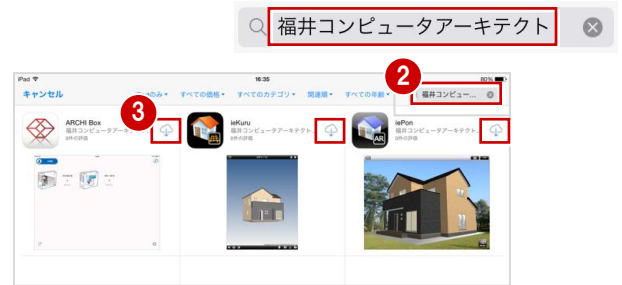 福井コンピュータアーキテクト
iPad 16:35 80%
2
キャンセル のみ すべての価格 すべてのカテゴリ 関連順 すべての年齢 福井コンピュー...
3
ARCHI Box
福井コンピュータアーキ
ieKuru
福井コンピュータアーキテクト...
iePon
福井コンピュータアーキテクト...
AR